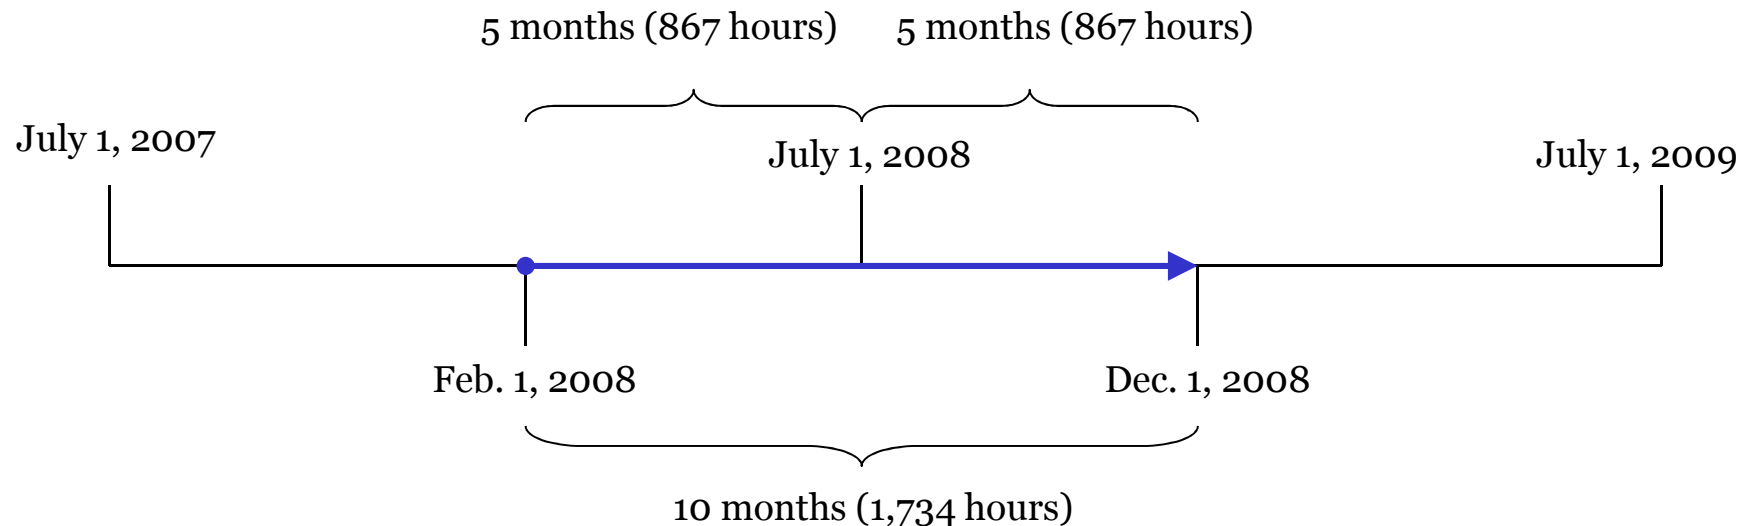 5 months (867 hours) 5 months (867 hours)
July 1, 2007
July 1, 2008
July 1, 2009
Feb. 1, 2008
Dec. 1, 2008
10 months (1,734 hours)